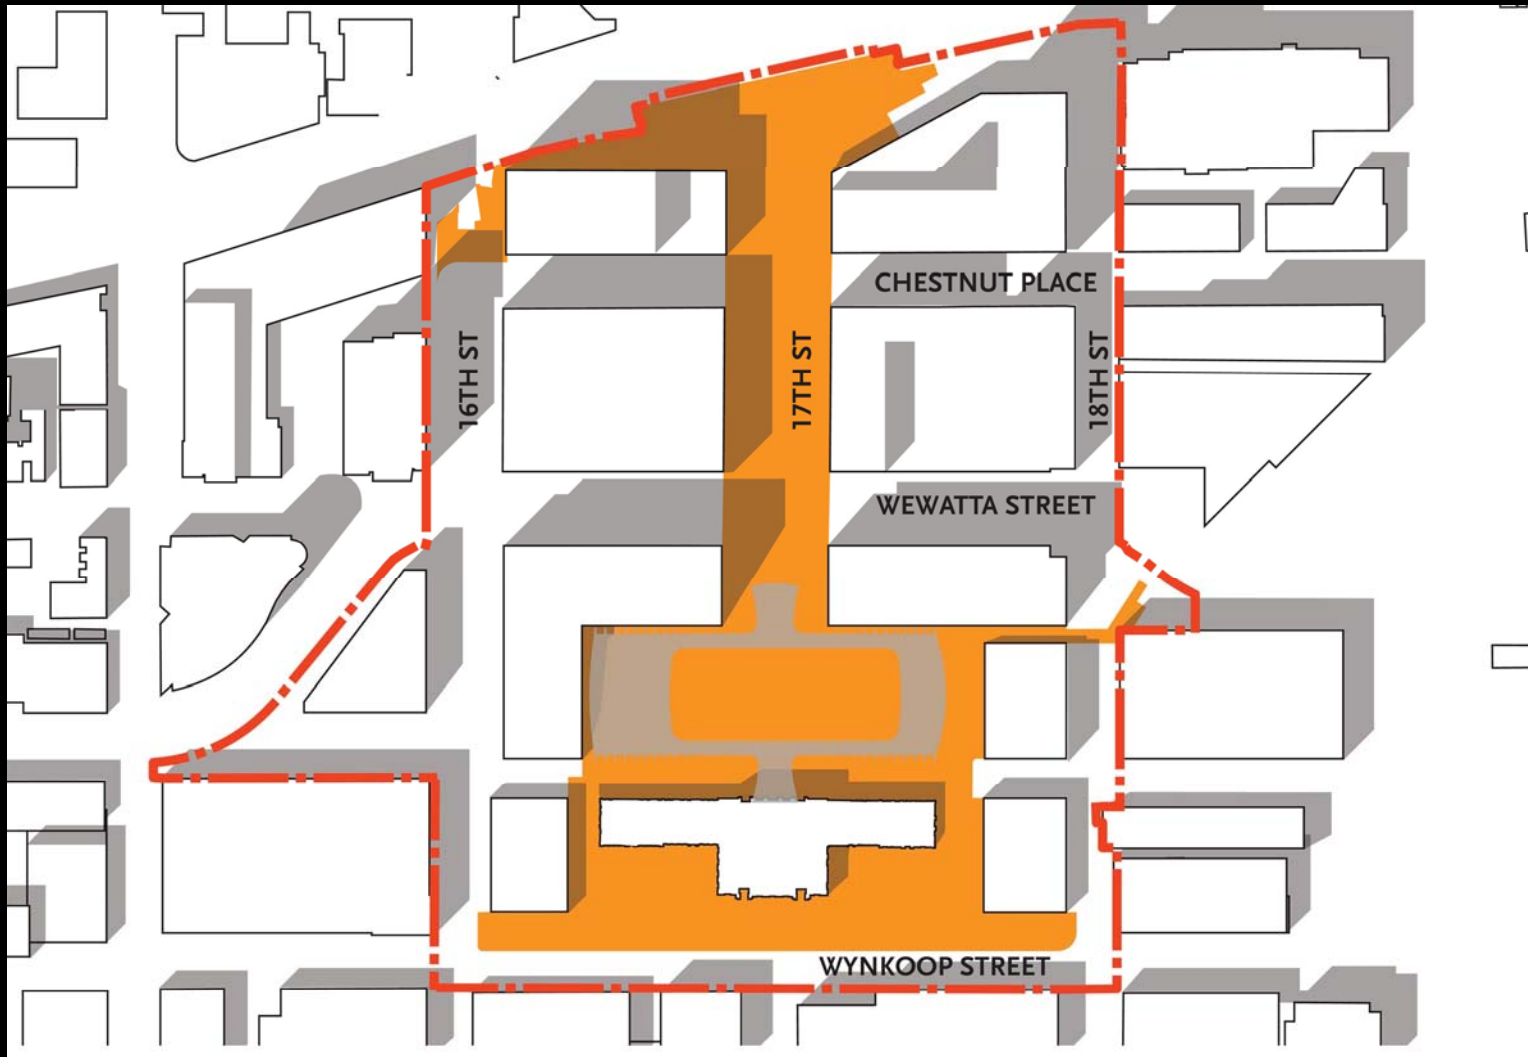 CHESTNUT PLACE
16TH ST
17TH ST
18TH ST
WEWATTA STREET
WYNKOOP STREET